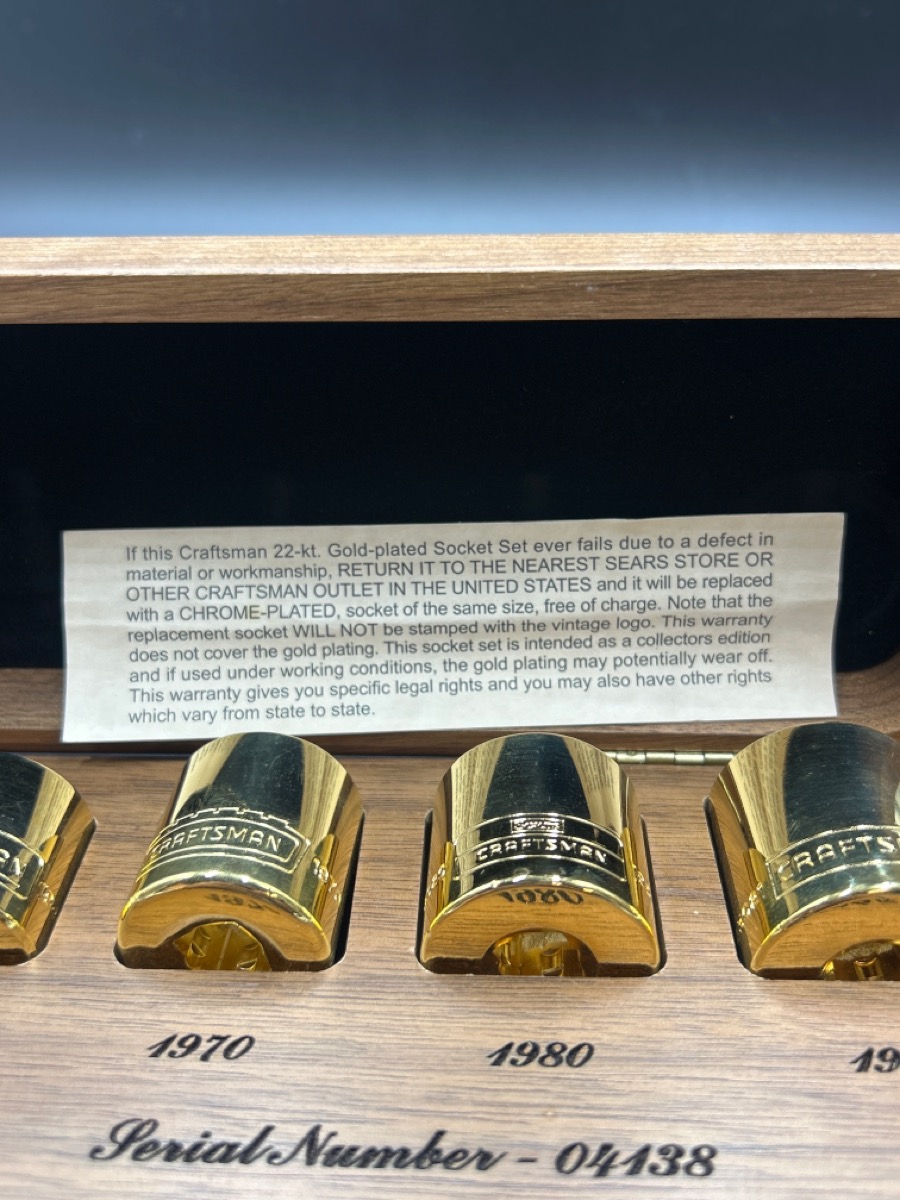 If this Craftsman 22-kt. Gold-plated Socket Set ever fails due to a defect in
material or workmanship, RETURN IT TO THE NEAREST SEARS STORE OR
OTHER CRAFTSMAN OUTLET IN THE UNITED STATES and it will be replaced
with a CHROME-PLATED, socket of the same size, free of charge. Note that the
replacement socket WILL NOT be stamped with the vintage logo. This warranty
does not cover the gold plating. This socket set is intended as a collectors edition
and if used under working conditions, the gold plating may potentially wear off.
This warranty gives you specific legal rights and you may also have other rights
which vary from state to state.
AN
CRAFTSMAN
CRAFTSMAN
CRAFTS
1970
1980
19
Serial Number - 04138